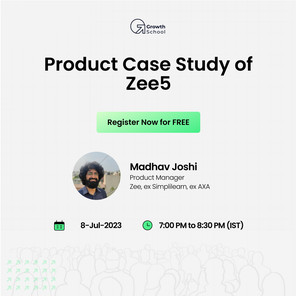 Growth
School
Product Case Study of
Zee5
Register Now for FREE
Madhav Joshi
Product Manager
Zee, ex Simplilearn, ex AXA
8-Jul-2023
7:00 PM to 8:30 PM (IST)